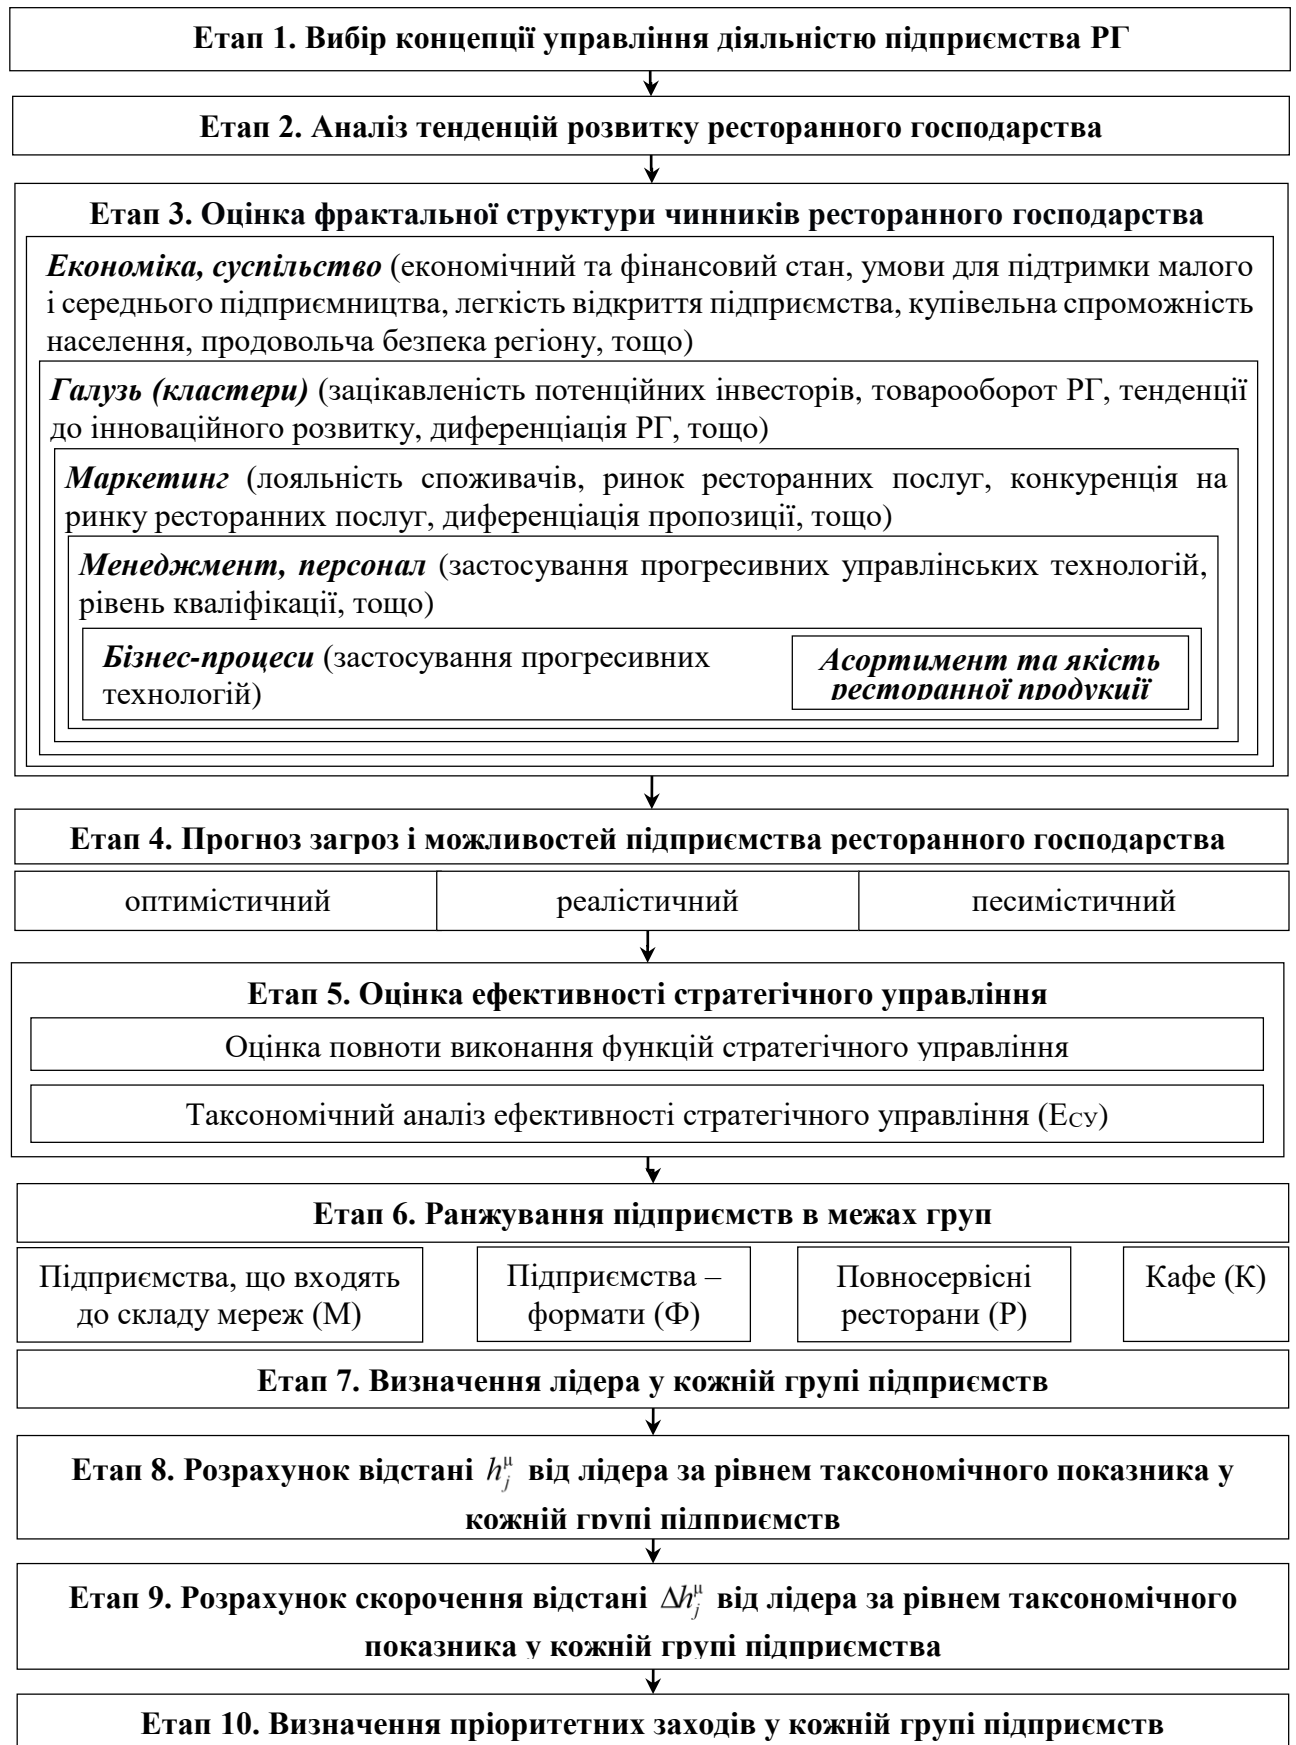 Етап 1. Вибір концепції управління діяльністю підприємства РГ
Етап 2. Аналіз тенденцій розвитку ресторанного господарства
Етап 3. Оцінка фрактальної структури чинників ресторанного господарства
Економіка, суспільство (економічний та фінансовий стан, умови для підтримки малого
і середнього підприємництва, легкість відкриття підприємства, купівельна спроможність
населення, продовольча безпека регіону, тощо)
Галузь (кластери) (зацікавленість потенційних інвесторів, товарооборот РГ, тенденції
до інноваційного розвитку, диференціація РГ, тощо)
Маркетинг (лояльність споживачів, ринок ресторанних послуг, конкуренція на
ринку ресторанних послуг, диференціація пропозиції, тощо)
Менеджмент, персонал (застосування прогресивних управлінських технологій,
рівень кваліфікації, тощо)
Бізнес-процеси (застосування прогресивних
технологій)
Асортимент та якість
ресторанної продукції
Етап 4. Прогноз загроз і можливостей підприємства ресторанного господарства
оптимістичний
реалістичний
песимістичний
Етап 5. Оцінка ефективності стратегічного управління
Оцінка повноти виконання функцій стратегічного управління
Таксономічний аналіз ефективності стратегічного управління (ЕСУ)
Етап 6. Ранжування підприємств в межах груп
Підприємства, що входять
до складу мереж (М)
Підприємства –
формати (Ф)
Повносервісні
ресторани (Р)
Кафе (К)
Етап 7. Визначення лідера у кожній групі підприємств
Етап 8. Розрахунок відстані h_j^μ від лідера за рівнем таксономічного показника у
кожній групі підприємств
Етап 9. Розрахунок скорочення відстані Δh_j^μ від лідера за рівнем таксономічного
показника у кожній групі підприємства
Етап 10. Визначення пріоритетних заходів у кожній групі підприємств